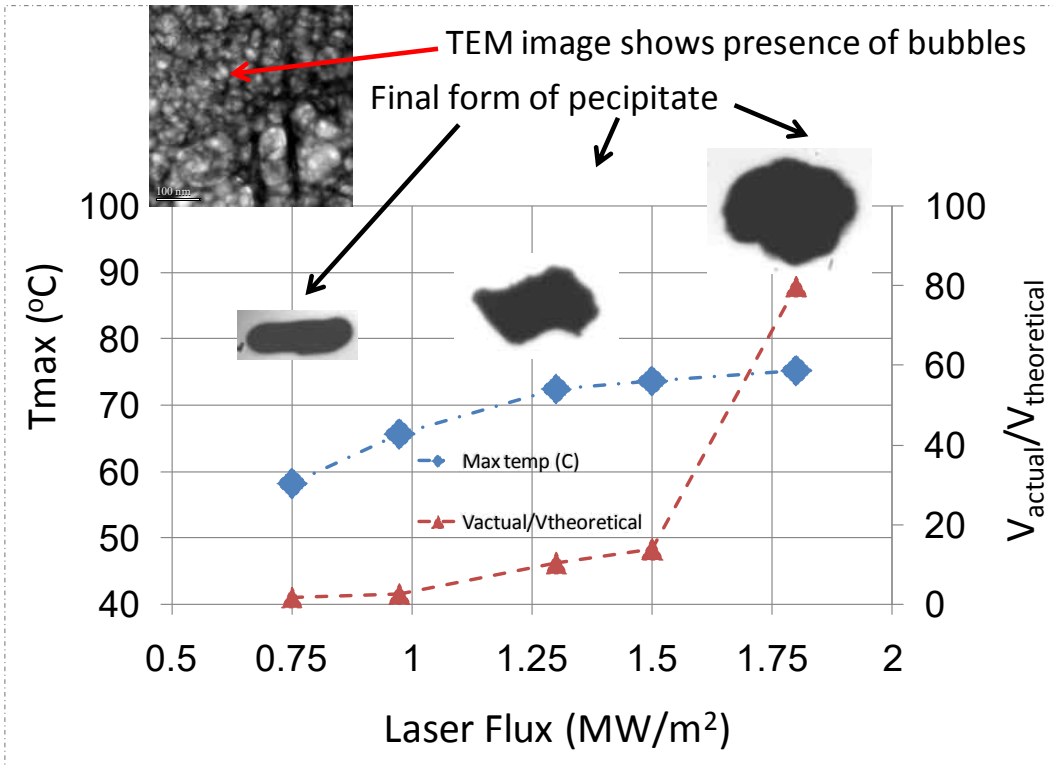 TEM image shows presence of bubbles
Final form of pecipitate
100 nm
100
90
80
70
60
50
40
Tmax (°C)
100
80
60
40
20
0
Vactual/Vtheoretical
Max temp (C)
Vactual/Vtheoretical
0.5 0.75 1 1.25 1.5 1.75 2
Laser Flux (MW/m²)